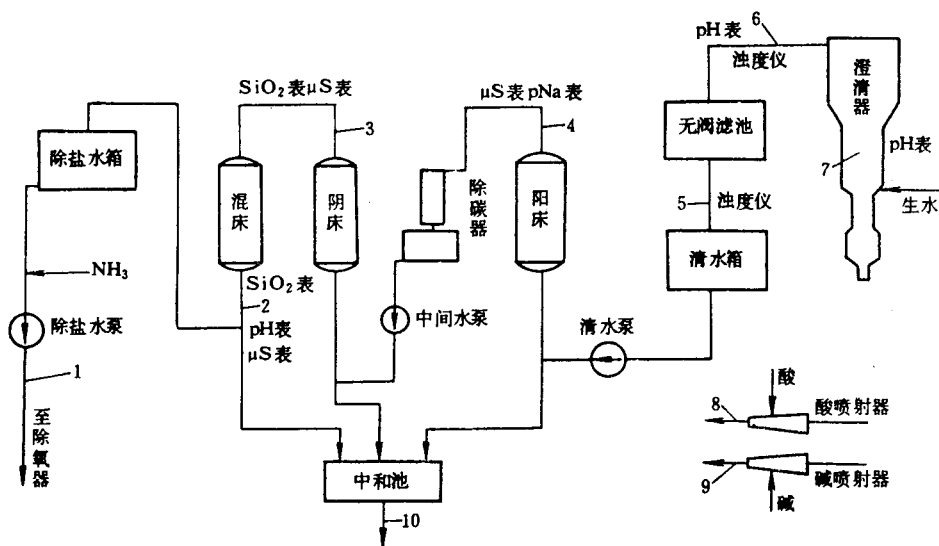 pH表
6
浊度仪
澄清器
SiO₂表μS表
μS表pNa表
3
4
无阀滤池
pH表
7
除盐水箱
混床
阴床
除碳器
阳床
5
浊度仪
生水
清水箱
NH₃
SiO₂表
2
pH表
μS表
中间水泵
清水泵
除盐水泵
1
至除氧器
酸
8
酸喷射器
中和池
9
碱喷射器
碱
10